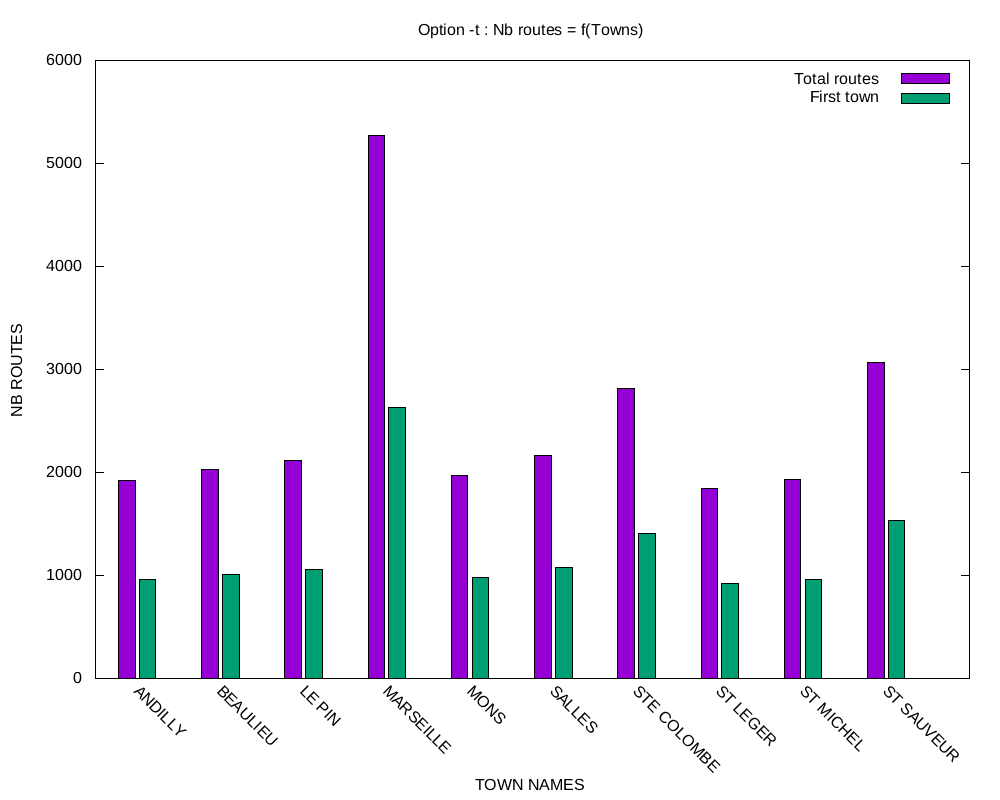 Option -t : Nb routes = f(Towns)
Total routes
First town
6000
5000
4000
3000
2000
1000
0
NB ROUTES
ANDILLY
BEAULIEU
LE PIN
MARSEILLE
MONS
SALLES
STE COLOMBE
ST LEGER
ST MICHEL
ST SAUVEUR
TOWN NAMES